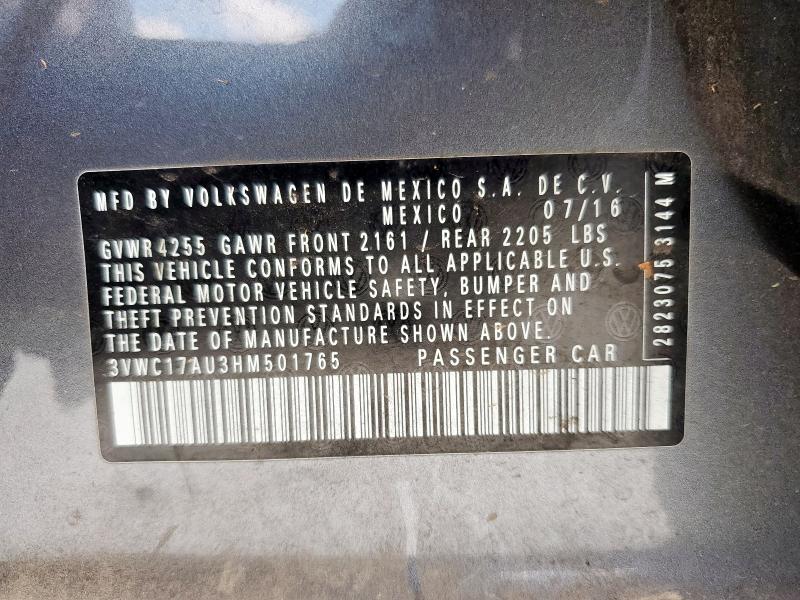 MFD BY VOLKSWAGEN DE MEXICO S.A. DE C.V.
MEXICO 07/16
GVWR 4255 GAWR FRONT 2161 / REAR 2205 LBS
THIS VEHICLE CONFORMS TO ALL APPLICABLE U.S.
FEDERAL MOTOR VEHICLE SAFETY, BUMPER AND
THEFT PREVENTION STANDARDS IN EFFECT ON
THE DATE OF MANUFACTURE SHOWN ABOVE.
3VWC17AU3HM501765 PASSENGER CAR
2823075 3144 M